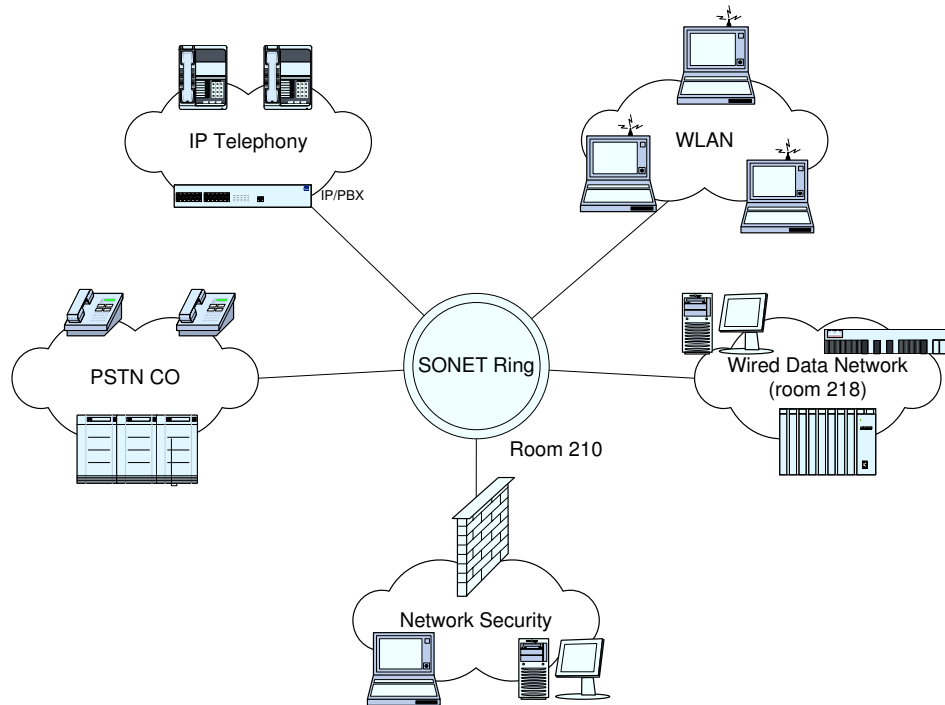 IP Telephony
IP/PBX
WLAN
PSTN CO
SONET Ring
Wired Data Network
(room 218)
Room 210
Network Security